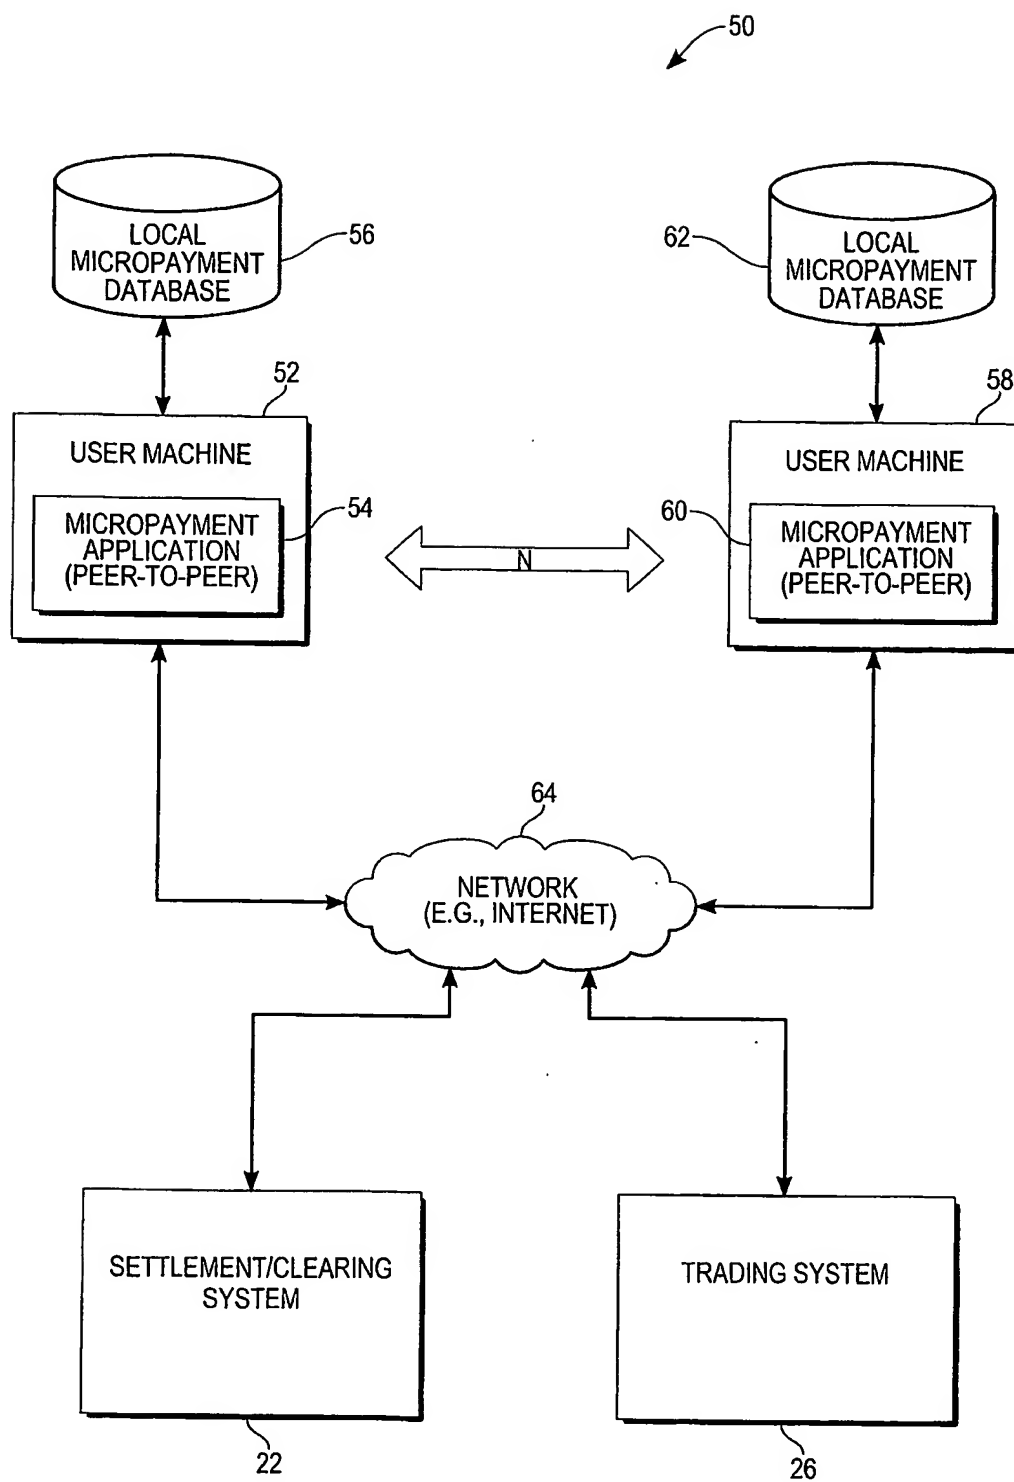 50
LOCAL
MICROPAYMENT
DATABASE
56
62
LOCAL
MICROPAYMENT
DATABASE
52
USER MACHINE
MICROPAYMENT
APPLICATION
(PEER-TO-PEER)
54
N
58
USER MACHINE
60
MICROPAYMENT
APPLICATION
(PEER-TO-PEER)
64
NETWORK
(E.G., INTERNET)
SETTLEMENT/CLEARING
SYSTEM
22
TRADING SYSTEM
26